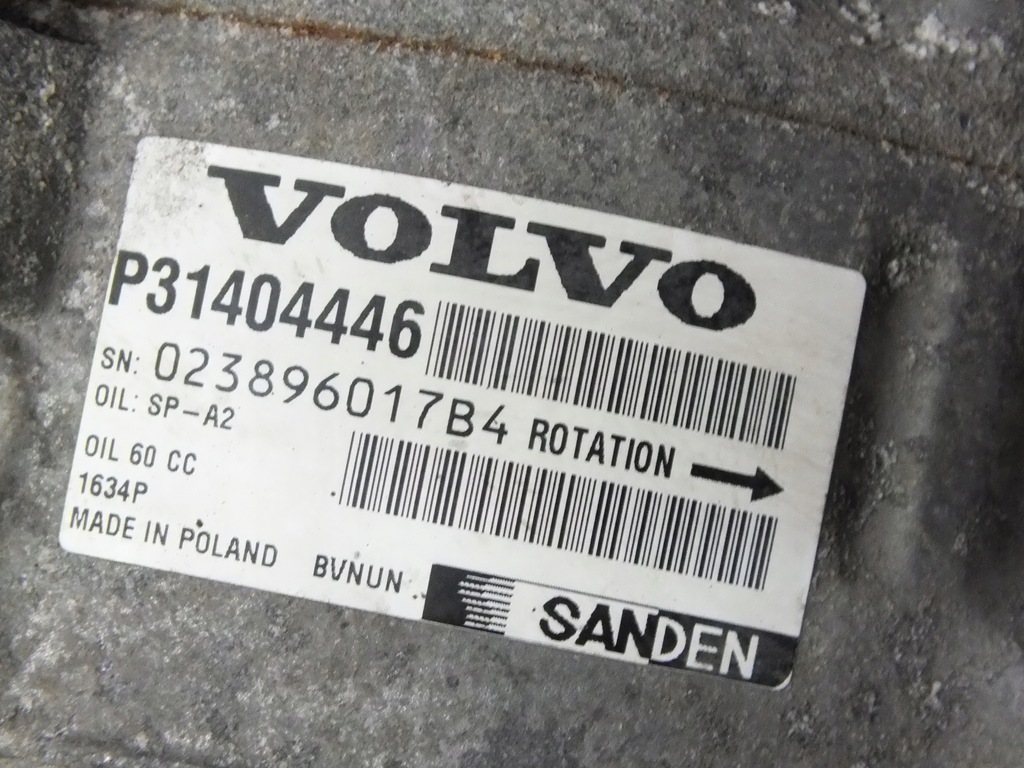 VOLVO
P31404446
SN: 023896017B4 ROTATION
OIL: SP-A2
OIL 60 CC
1634P
MADE IN POLAND BVNUN
SANDEN